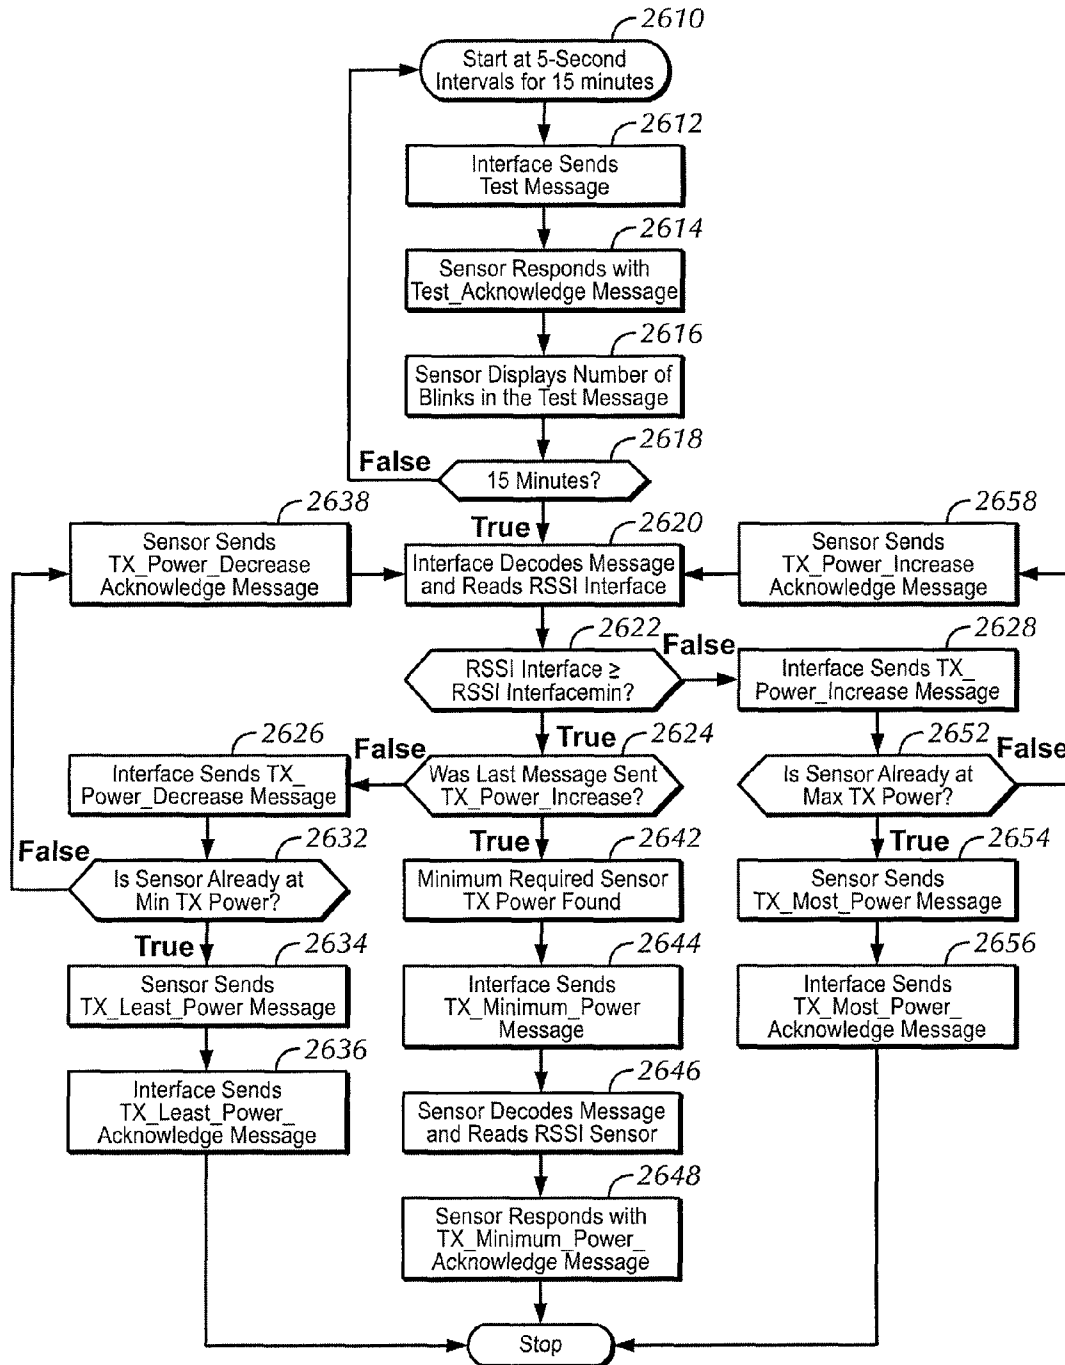 2610
Start at 5-Second
Intervals for 15 minutes
2612
Interface Sends
Test Message
2614
Sensor Responds with
Test_Acknowledge Message
2616
Sensor Displays Number of
Blinks in the Test Message
2618
False
15 Minutes?
True
2638
Sensor Sends
TX_Power_Decrease
Acknowledge Message
2620
Interface Decodes Message
and Reads RSSI Interface
2658
Sensor Sends
TX_Power_Increase
Acknowledge Message
2622
RSSI Interface ≥
RSSI Interfacemin?
False
True
2628
Interface Sends TX_
Power_Increase Message
2626
Interface Sends TX_
Power_Decrease Message
False
2624
Was Last Message Sent
TX_Power_Increase?
True
2652
False
Is Sensor Already at
Max TX Power?
True
2632
False
Is Sensor Already at
Min TX Power?
True
2642
Minimum Required Sensor
TX Power Found
2654
Sensor Sends
TX_Most_Power Message
2634
Sensor Sends
TX_Least_Power Message
2644
Interface Sends
TX_Minimum_Power
Message
2656
Interface Sends
TX_Most_Power_
Acknowledge Message
2636
Interface Sends
TX_Least_Power_
Acknowledge Message
2646
Sensor Decodes Message
and Reads RSSI Sensor
2648
Sensor Responds with
TX_Minimum_Power_
Acknowledge Message
Stop